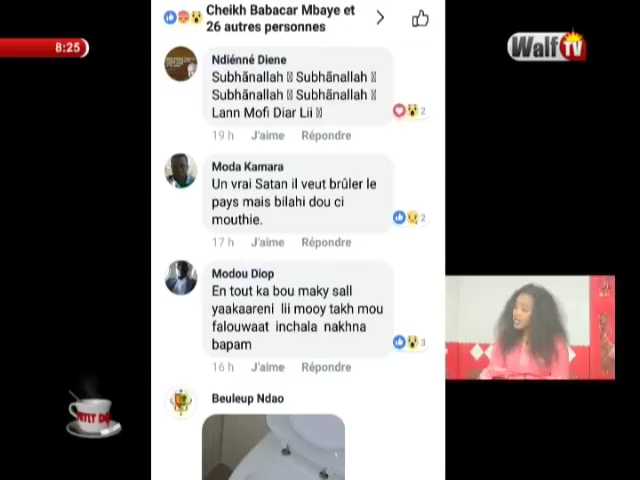 Cheikh Babacar Mbaye et
26 autres personnes
8:25
Walf TV
Ndiénné Diene
Subhãnallah Subhãnallah
Subhãnallah Subhãnallah
Lann Mofi Diar Lii
2
19 h J'aime Répondre
Moda Kamara
Un vrai Satan il veut brûler le
pays mais bilahi dou ci
mouthie.
2
17 h J'aime Répondre
Modou Diop
En tout ka bou maky sall
yaakaareni lii mooy takh mou
falouwaat inchala nakhna
bapam
3
16 h J'aime Répondre
Beuleup Ndao